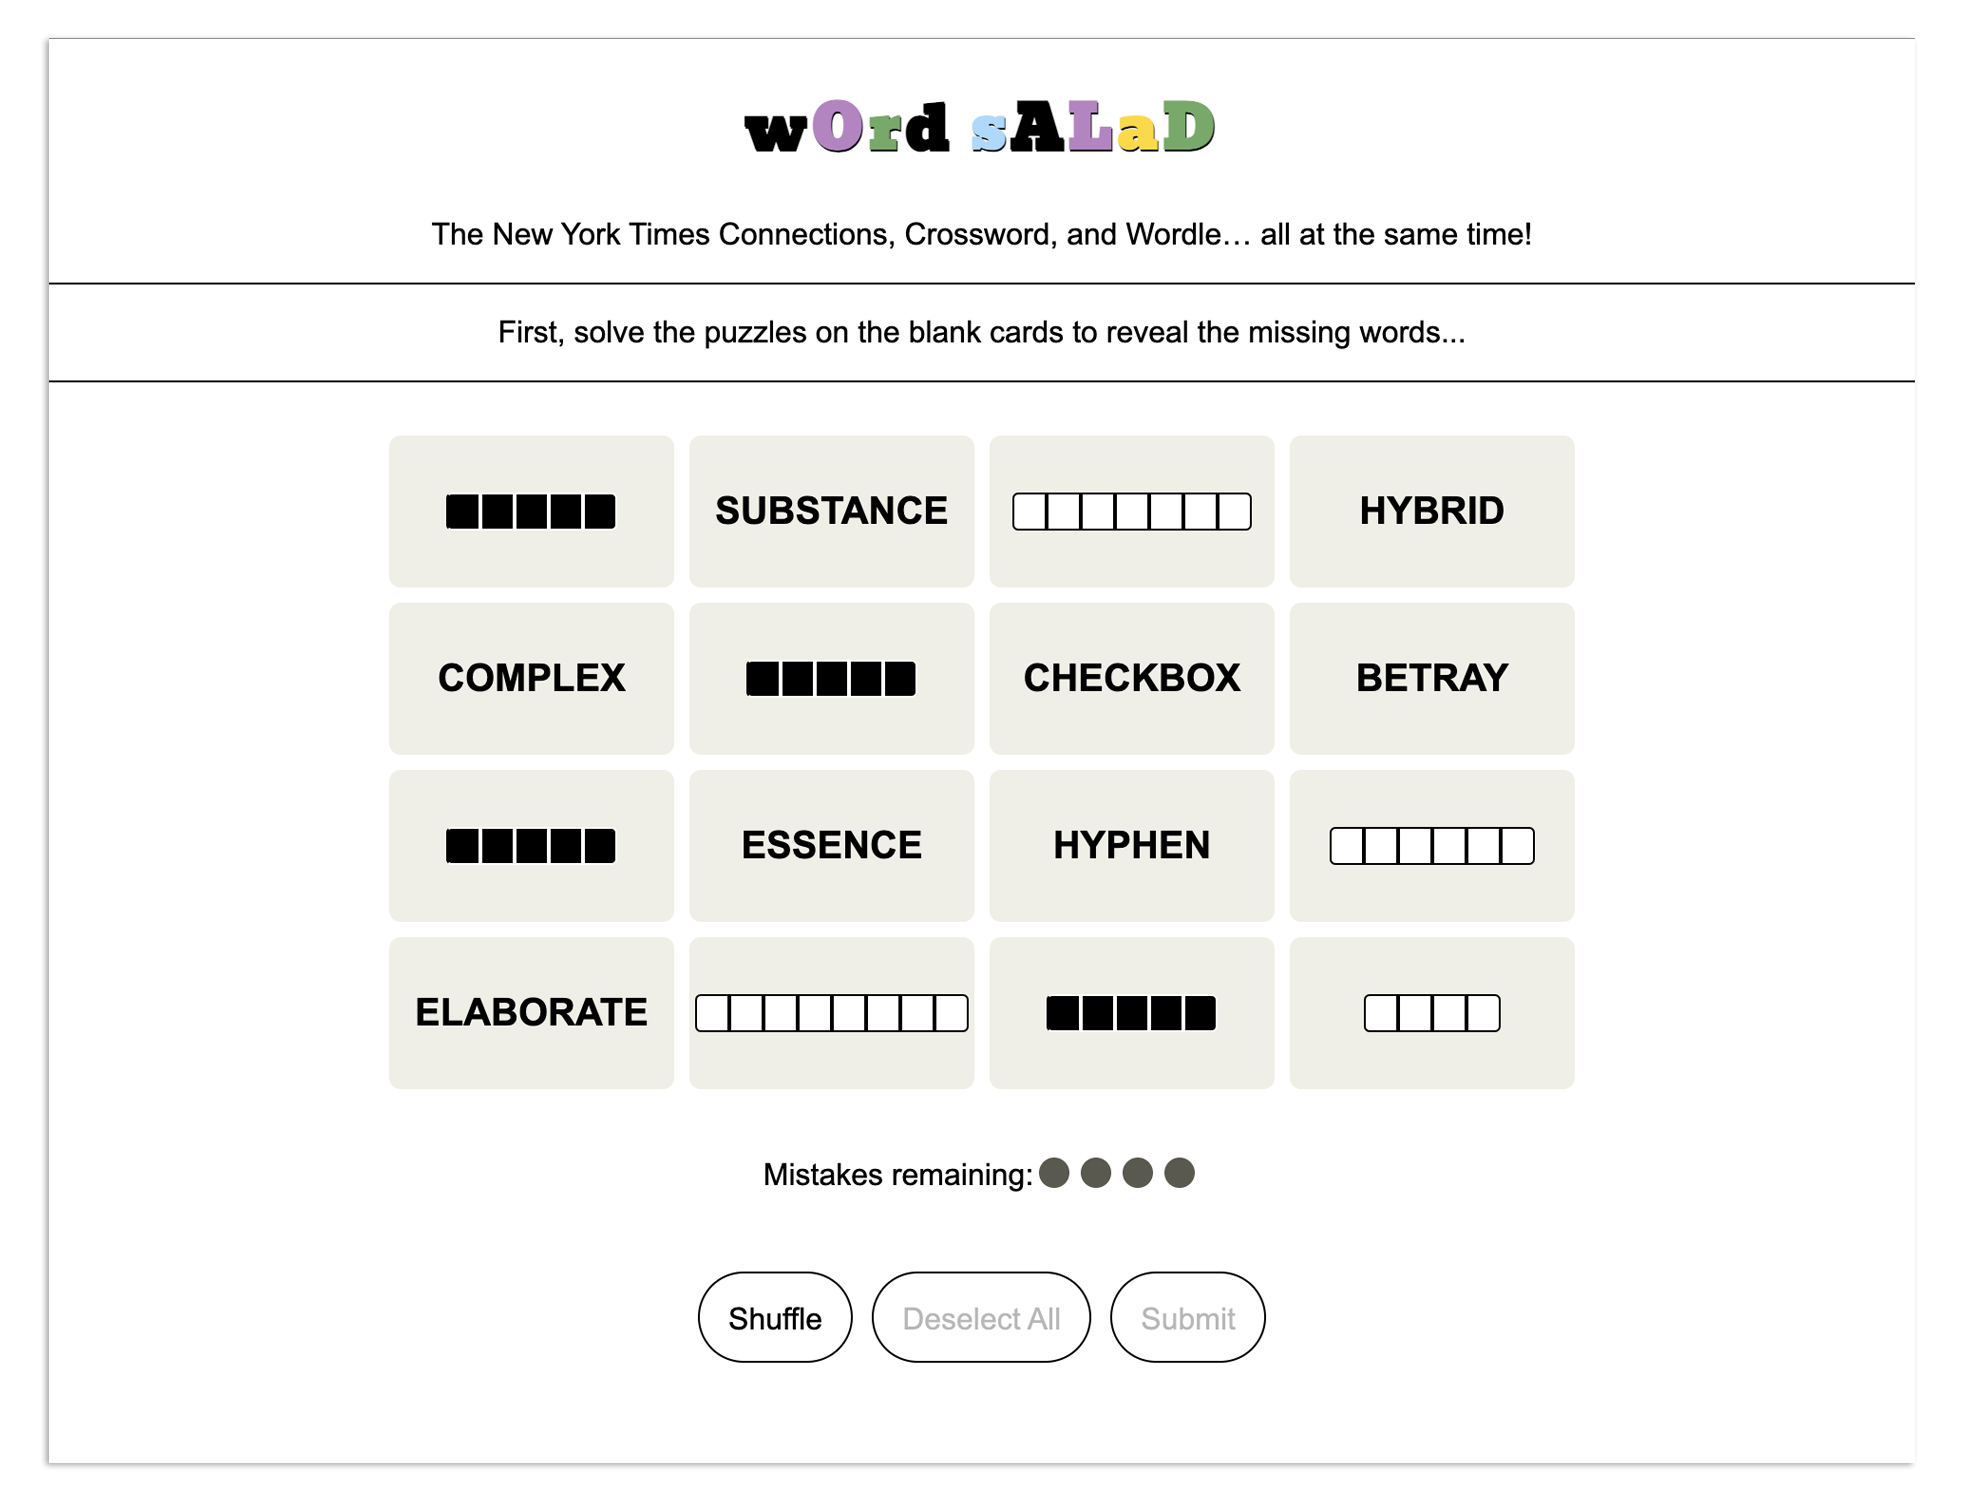 wOrd sALaD
The New York Times Connections, Crossword, and Wordle… all at the same time!
First, solve the puzzles on the blank cards to reveal the missing words...
SUBSTANCE
HYBRID
COMPLEX
CHECKBOX
BETRAY
ESSENCE
HYPHEN
ELABORATE
Mistakes remaining:
Shuffle
Deselect All
Submit